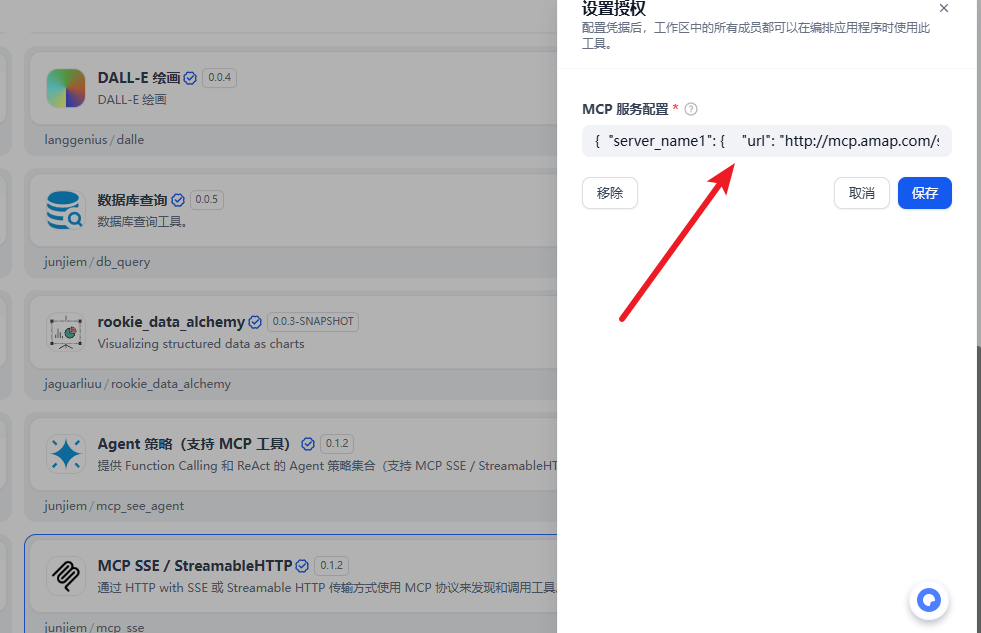 DALL-E 绘画 0.0.4
DALL-E 绘画
langgenius / dalle
数据库查询 0.0.5
数据库查询工具。
junjiem / db_query
rookie_data_alchemy 0.0.3-SNAPSHOT
Visualizing structured data as charts
jaguarliuu / rookie_data_alchemy
Agent 策略（支持 MCP 工具） 0.1.2
提供 Function Calling 和 ReAct 的 Agent 策略集合（支持 MCP SSE / StreamableHT
junjiem / mcp_see_agent
MCP SSE / StreamableHTTP 0.1.2
通过 HTTP with SSE 或 Streamable HTTP 传输方式使用 MCP 协议来发现和调用工具
junjiem / mcp_sse
设置授权
配置凭据后，工作区中的所有成员都可以在编排应用程序时使用此
工具。
MCP 服务配置 *
{ "server_name1": { "url": "http://mcp.amap.com/s
移除 取消 保存